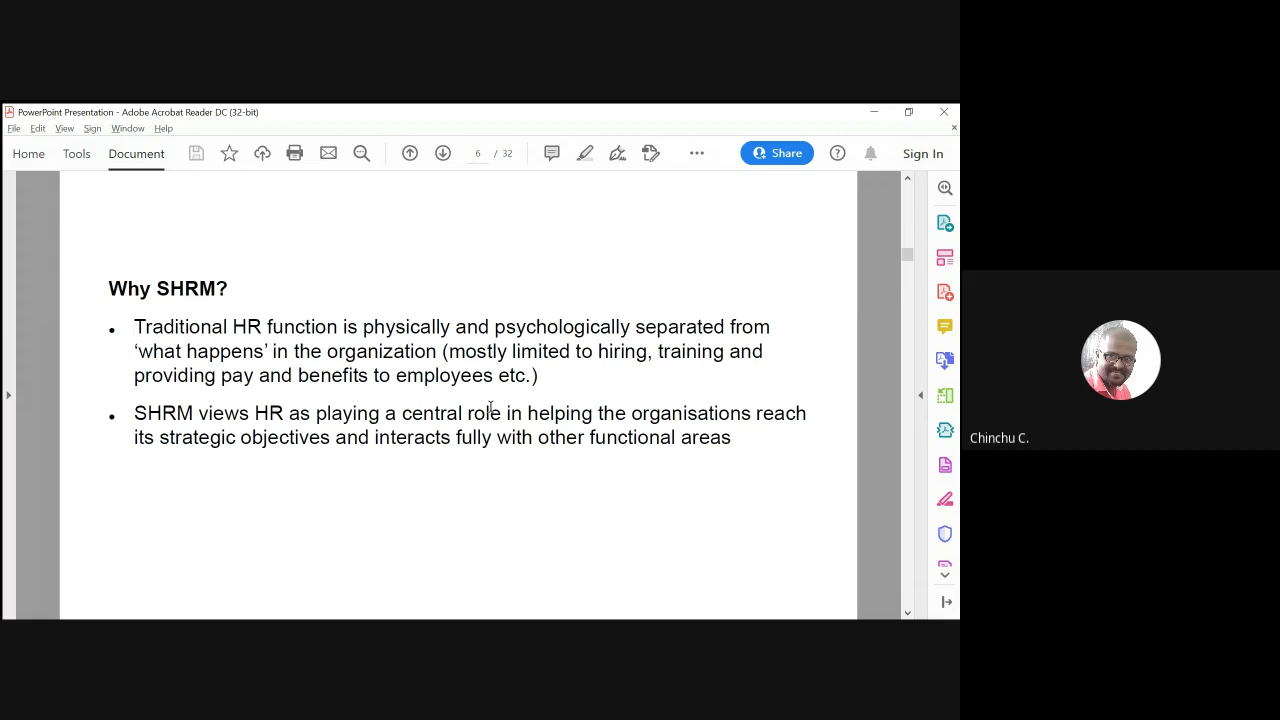 PowerPoint Presentation - Adobe Acrobat Reader DC (32-bit)
File Edit View Sign Window Help
Home Tools Document 6 / 32 Share Sign In
Why SHRM?
• Traditional HR function is physically and psychologically separated from
‘what happens’ in the organization (mostly limited to hiring, training and
providing pay and benefits to employees etc.)
• SHRM views HR as playing a central role in helping the organisations reach
its strategic objectives and interacts fully with other functional areas
Chinchu C.